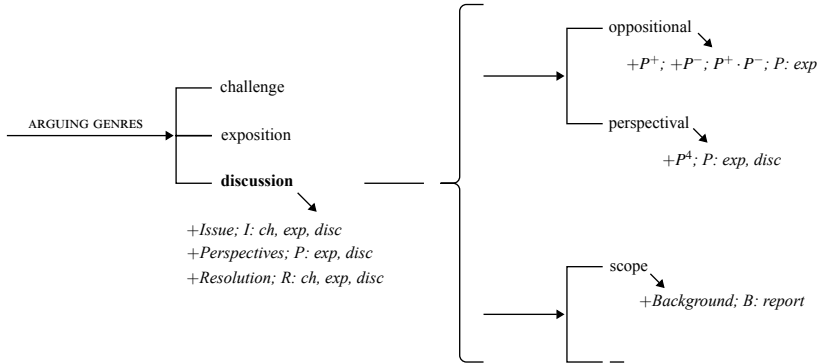 ARGUING GENRES
challenge
exposition
discussion
+Issue; I: ch, exp, disc
+Perspectives; P: exp, disc
+Resolution; R: ch, exp, disc
oppositional
+P⁺; +P⁻; P⁺ · P⁻; P: exp
perspectival
+P⁴; P: exp, disc
scope
+Background; B: report
—